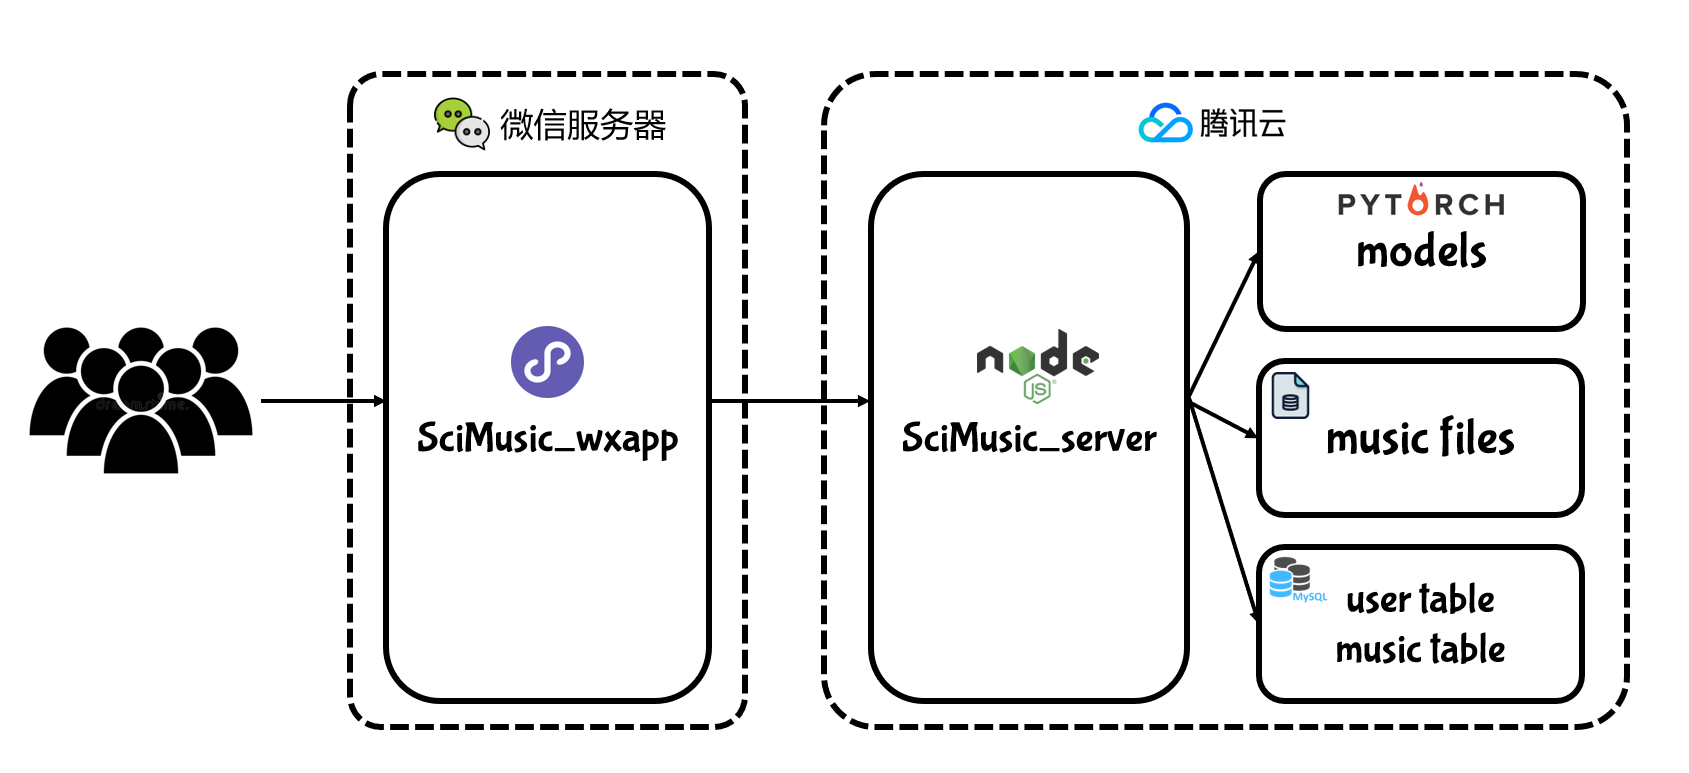 微信服务器
SciMusic_wxapp
腾讯云
node
JS
SciMusic_server
PYTORCH
models
music files
MySQL
user table
music table